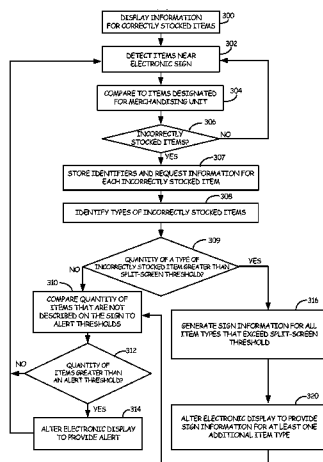 DISPLAY INFORMATION
FOR CORRECTLY STOCKED ITEMS
300
DETECT ITEMS NEAR
ELECTRONIC SIGN
302
COMPARE TO ITEMS DESIGNATED
FOR MERCHANDISING UNIT
304
INCORRECTLY
STOCKED ITEMS?
306
NO
YES
307
STORE IDENTIFIERS AND REQUEST INFORMATION FOR
EACH INCORRECTLY STOCKED ITEM
308
IDENTIFY TYPES OF INCORRECTLY STOCKED ITEMS
309
QUANTITY OF A TYPE OF
INCORRECTLY STOCKED ITEM GREATER THAN
SPLIT-SCREEN THRESHOLD?
NO
YES
310
COMPARE QUANTITY OF
ITEMS THAT ARE NOT
DESCRIBED ON THE SIGN TO
ALERT THRESHOLDS
316
GENERATE SIGN INFORMATION FOR ALL
ITEM TYPES THAT EXCEED SPLIT-SCREEN
THRESHOLD
312
QUANTITY OF
ITEMS GREATER THAN
AN ALERT THRESHOLD?
NO
YES
314
ALTER ELECTRONIC DISPLAY
TO PROVIDE ALERT
320
ALTER ELECTRONIC DISPLAY TO PROVIDE
SIGN INFORMATION FOR AT LEAST ONE
ADDITIONAL ITEM TYPE